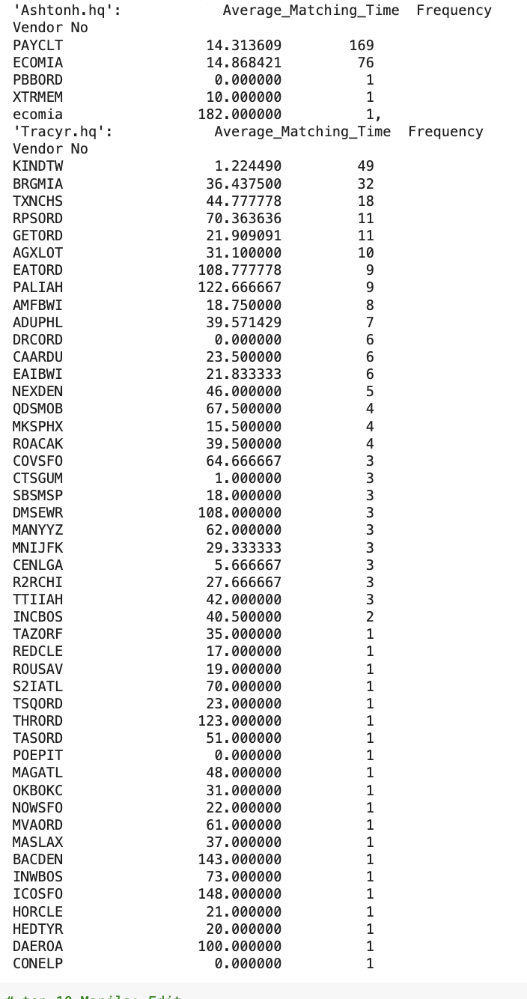 'Ashtonh.hq': Average_Matching_Time Frequency
Vendor No
PAYCLT 14.313609 169
ECOMIA 14.868421 76
PBBORD 0.000000 1
XTRMEM 10.000000 1
ecomia 182.000000 1,
'Tracyr.hq': Average_Matching_Time Frequency
Vendor No
KINDTW 1.224490 49
BRGMIA 36.437500 32
TXNCHS 44.777778 18
RPSORD 70.363636 11
GETORD 21.909091 11
AGXLOT 31.100000 10
EATORD 108.777778 9
PALIAH 122.666667 9
AMFBWI 18.750000 8
ADUPHL 39.571429 7
DRCORD 0.000000 6
CAARDU 23.500000 6
EAIBWI 21.833333 6
NEXDEN 46.000000 5
QDSMOB 67.500000 4
MKSPHX 15.500000 4
ROACAK 39.500000 4
COVSFO 64.666667 3
CTSGUM 1.000000 3
SBSMSP 18.000000 3
DMSEWR 108.000000 3
MANYYZ 62.000000 3
MNIJFK 29.333333 3
CENLGA 5.666667 3
R2RCHI 27.666667 3
TTIIAH 42.000000 3
INCBOS 40.500000 2
TAZORF 35.000000 1
REDCLE 17.000000 1
ROUSAV 19.000000 1
S2IATL 70.000000 1
TSQORD 23.000000 1
THRORD 123.000000 1
TASORD 51.000000 1
POEPIT 0.000000 1
MAGATL 48.000000 1
OKBOKC 31.000000 1
NOWSFO 22.000000 1
MVAORD 61.000000 1
MASLAX 37.000000 1
BACDEN 143.000000 1
INWBOS 73.000000 1
ICOSFO 148.000000 1
HORCLE 21.000000 1
HEDTYR 20.000000 1
DAEROA 100.000000 1
CONELP 0.000000 1